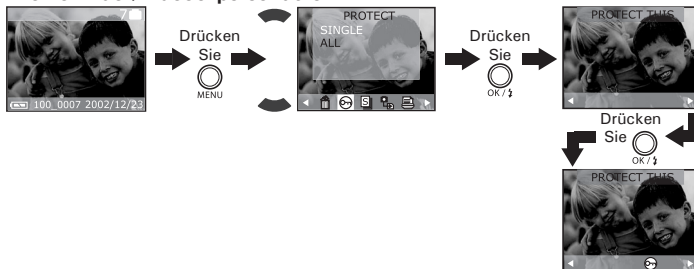 7
100_0007 2002/12/23
Drücken
Sie
MENU
PROTECT
SINGLE
ALL
Drücken
Sie
OK /
PROTECT THIS
Drücken
Sie
OK /
PROTECT THIS